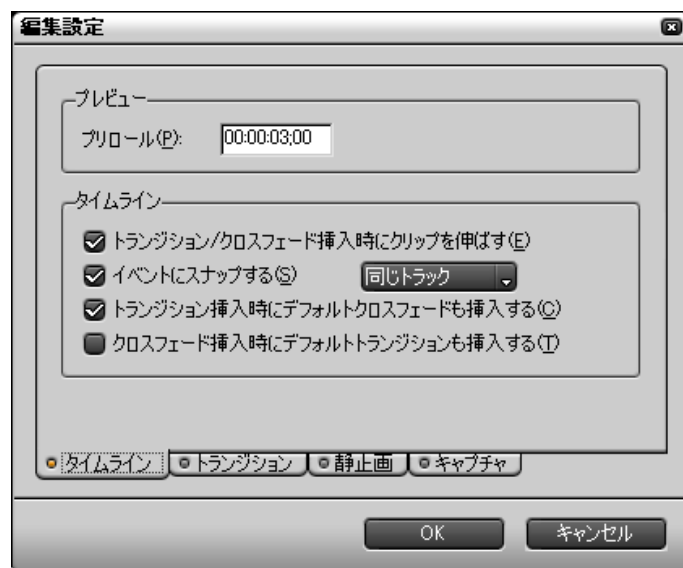 編集設定
プレビュー
プリロール(P): 00:00:03;00
タイムライン
トランジション/クロスフェード挿入時にクリップを伸ばす(E)
イベントにスナップする(S) 同じトラック
トランジション挿入時にデフォルトクロスフェードも挿入する(C)
クロスフェード挿入時にデフォルトトランジションも挿入する(T)
タイムライン トランジション 静止画 キャプチャ
OK キャンセル